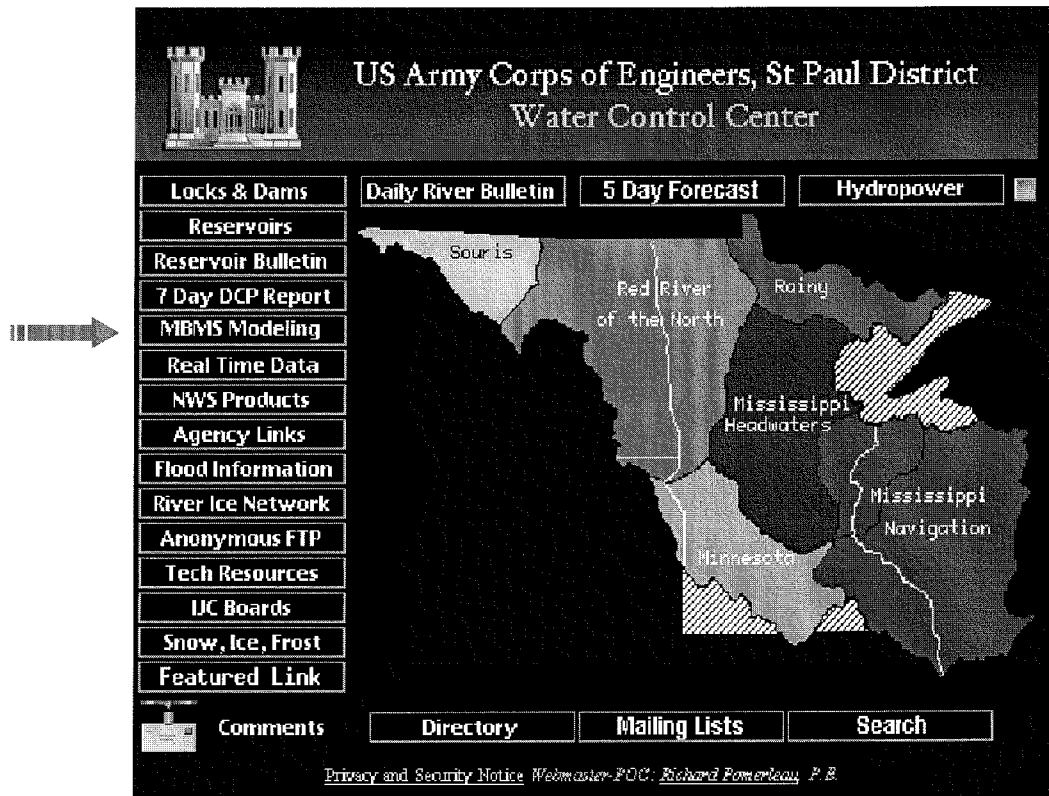 US Army Corps of Engineers, St Paul District
Water Control Center
Locks & Dams
Daily River Bulletin
5 Day Forecast
Hydropower
Reservoirs
Reservoir Bulletin
7 Day DCP Report
MBMS Modeling
Real Time Data
NWS Products
Agency Links
Flood Information
River Ice Network
Anonymous FTP
Tech Resources
IJC Boards
Snow, Ice, Frost
Featured Link
Souris
Red River
of the North
Rainy
Mississippi
Headwaters
Mississippi
Navigation
Minnesota
Comments
Directory
Mailing Lists
Search
Privacy and Security Notice Webmaster-POC: Richard Pomerleau, P.E.